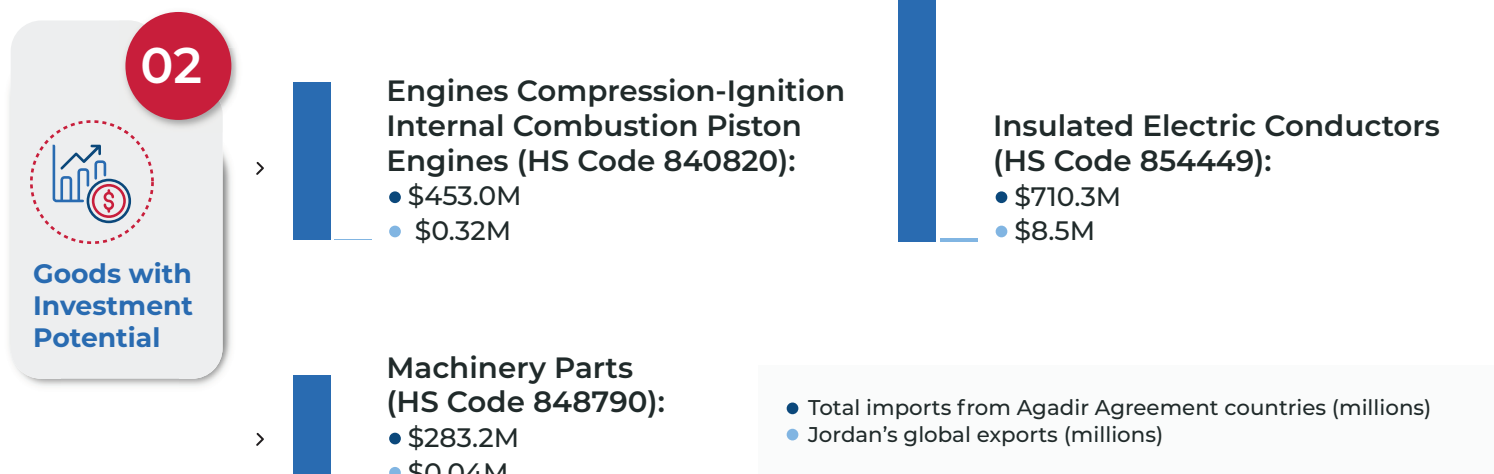 02
Goods with
Investment
Potential
Engines Compression-Ignition
Internal Combustion Piston
Engines (HS Code 840820):
$453.0M
$0.32M
Insulated Electric Conductors
(HS Code 854449):
$710.3M
$8.5M
Machinery Parts
(HS Code 848790):
$283.2M
$0.04M
Total imports from Agadir Agreement countries (millions)
Jordan’s global exports (millions)